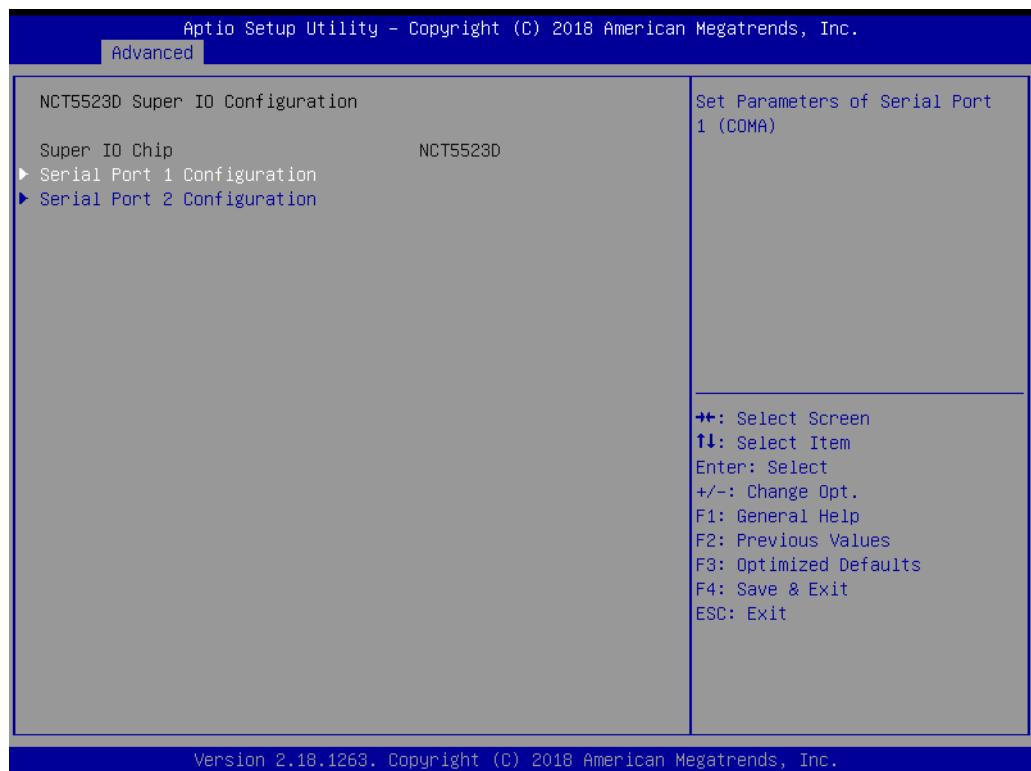 Aptio Setup Utility – Copyright (C) 2018 American Megatrends, Inc.
Advanced
NCT5523D Super IO Configuration
Super IO Chip NCT5523D
▶ Serial Port 1 Configuration
▶ Serial Port 2 Configuration
Set Parameters of Serial Port
1 (COMA)
→←: Select Screen
↑↓: Select Item
Enter: Select
+/-: Change Opt.
F1: General Help
F2: Previous Values
F3: Optimized Defaults
F4: Save & Exit
ESC: Exit
Version 2.18.1263. Copyright (C) 2018 American Megatrends, Inc.